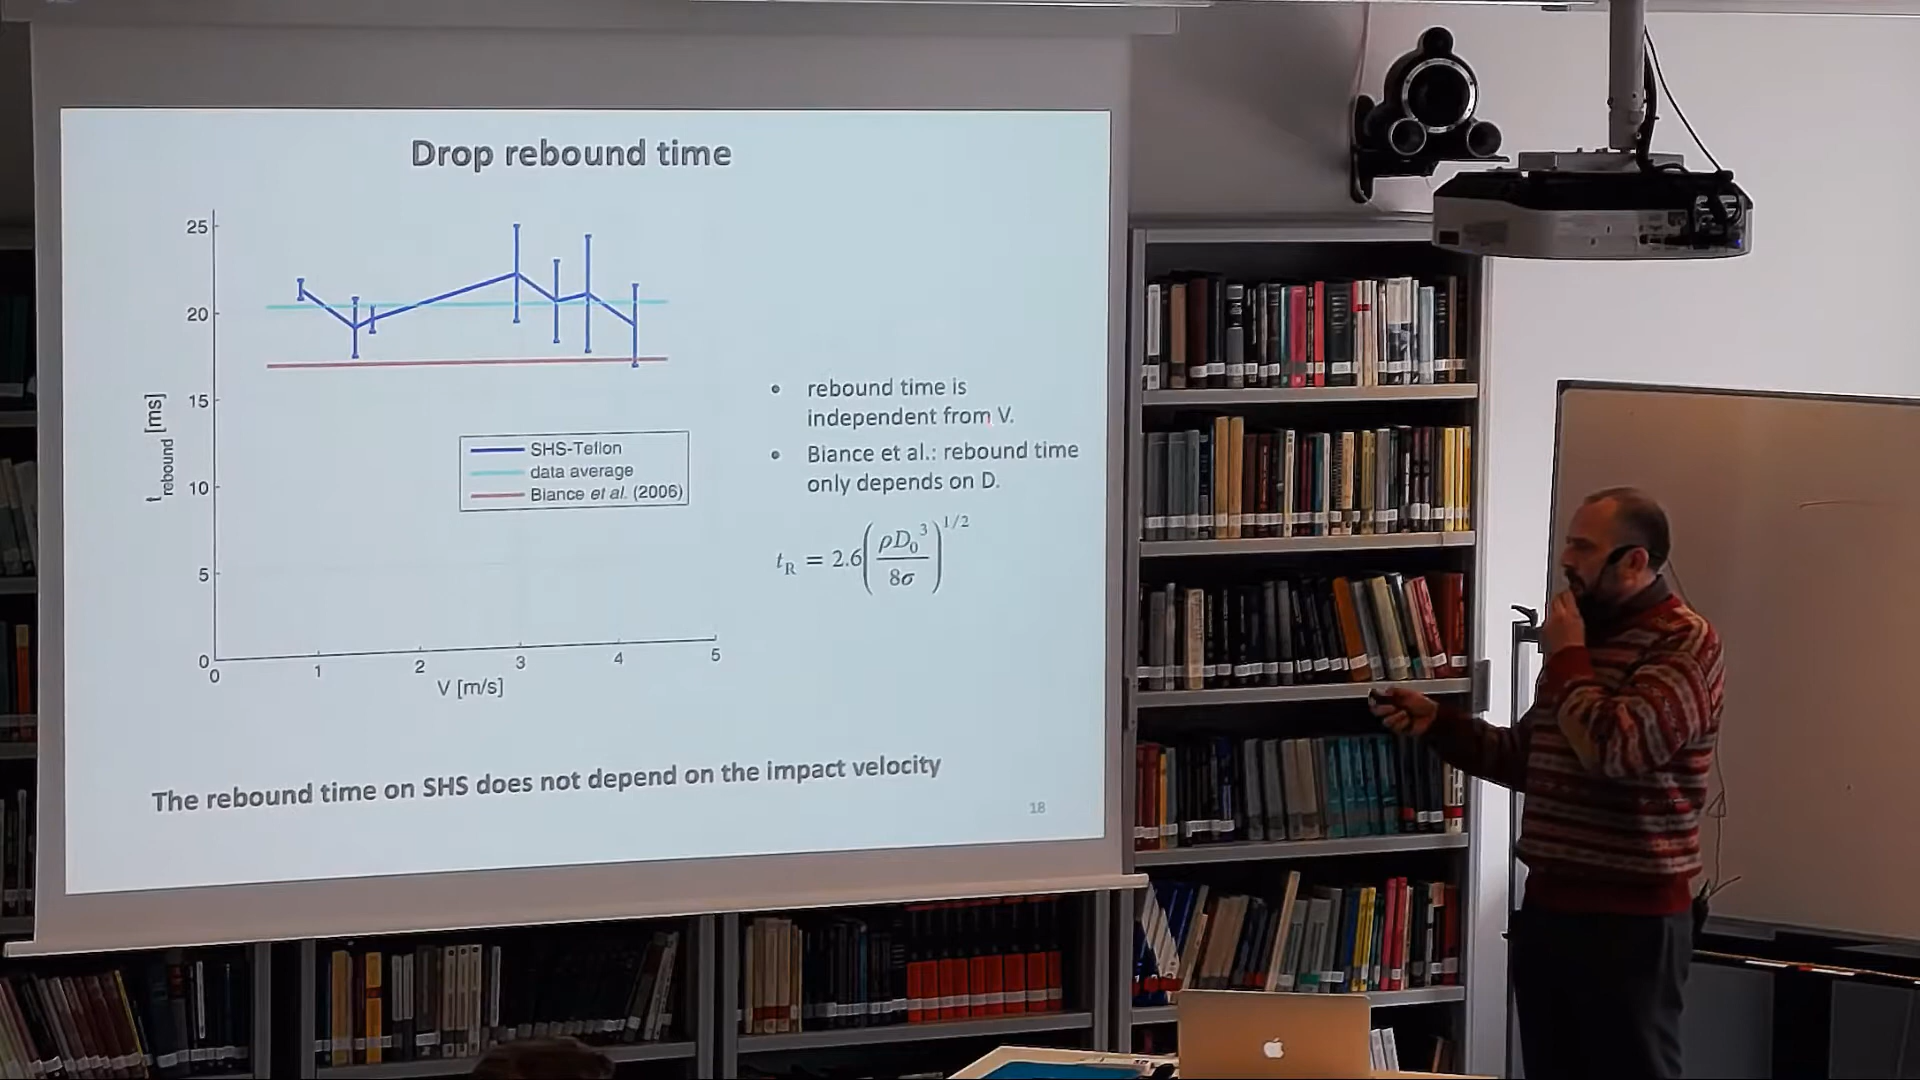 Drop rebound time
25
20
15
10
5
0
t_rebound [ms]
0 1 2 3 4 5
V [m/s]
SHS-Teflon
data average
Biance et al. (2006)
• rebound time is
independent from V.
• Biance et al.: rebound time
only depends on D.
t_R = 2.6(ρD₀³/8σ)^1/2
The rebound time on SHS does not depend on the impact velocity
18